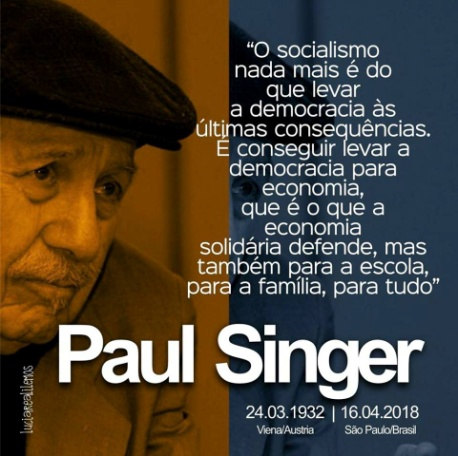 “O socialismo
nada mais é do
que levar
a democracia às
últimas consequências.
É conseguir levar a
democracia para
economia,
que é o que a
economia
solidária defende, mas
também para a escola,
para a família, para tudo”
Paul Singer
24.03.1932 | 16.04.2018
Viena/Austria São Paulo/Brasil